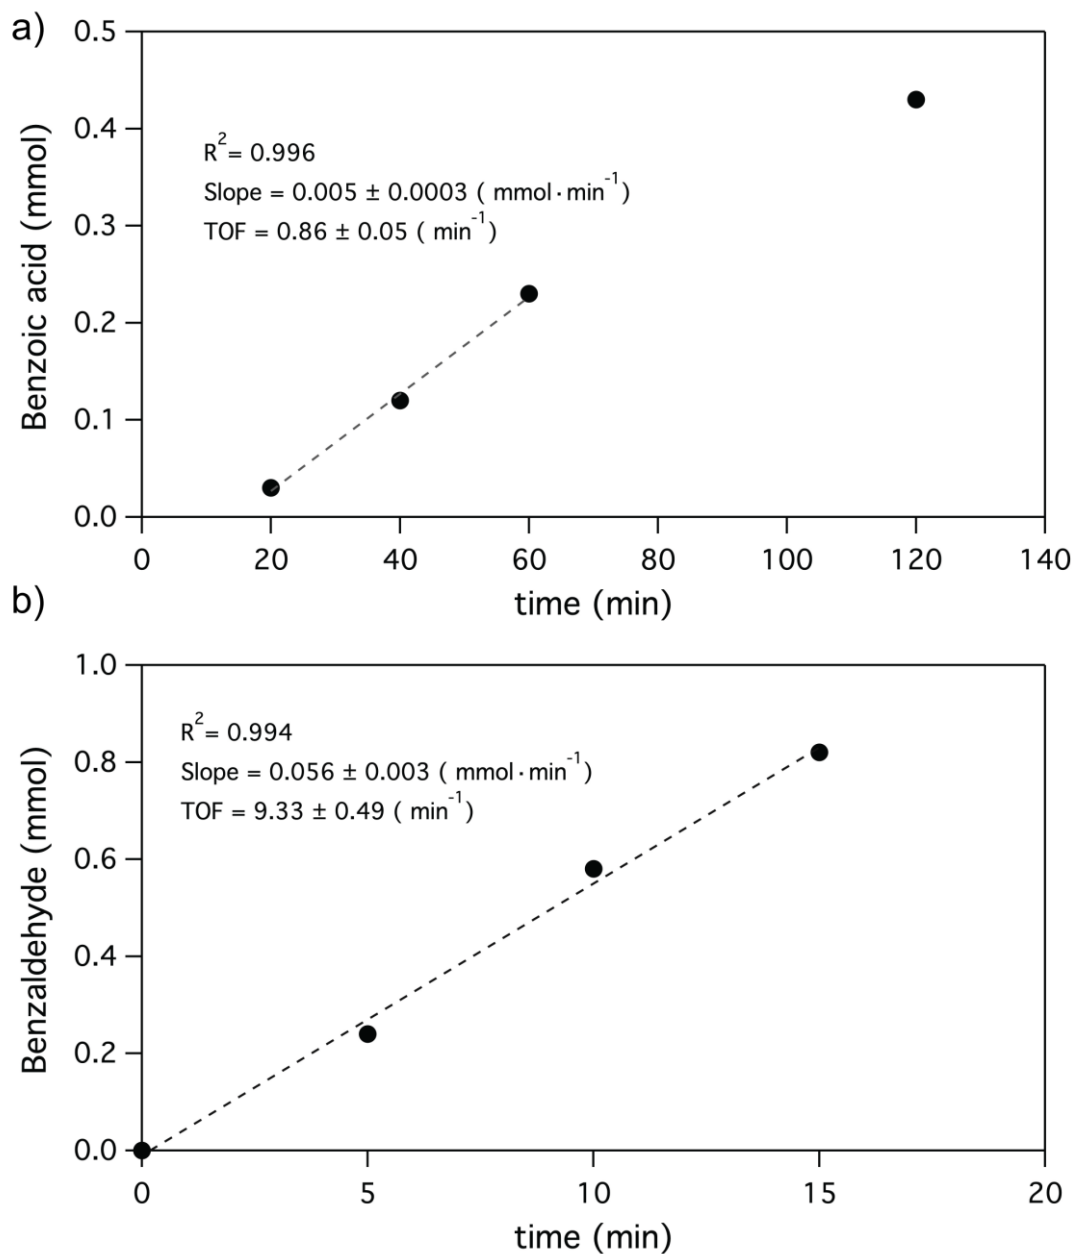 a)
0.5
0.4
0.3
0.2
0.1
0.0
Benzoic acid (mmol)
R²= 0.996
Slope = 0.005 ± 0.0003 ( mmol·min⁻¹)
TOF = 0.86 ± 0.05 ( min⁻¹)
0 20 40 60 80 100 120 140
time (min)
b)
1.0
0.8
0.6
0.4
0.2
0.0
Benzaldehyde (mmol)
R²= 0.994
Slope = 0.056 ± 0.003 ( mmol·min⁻¹)
TOF = 9.33 ± 0.49 ( min⁻¹)
0 5 10 15 20
time (min)